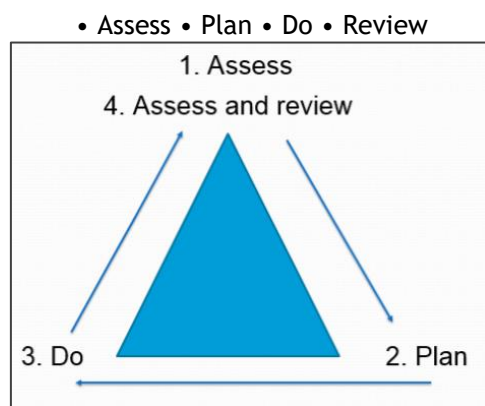 • Assess • Plan • Do • Review
1. Assess
4. Assess and review
3. Do
2. Plan